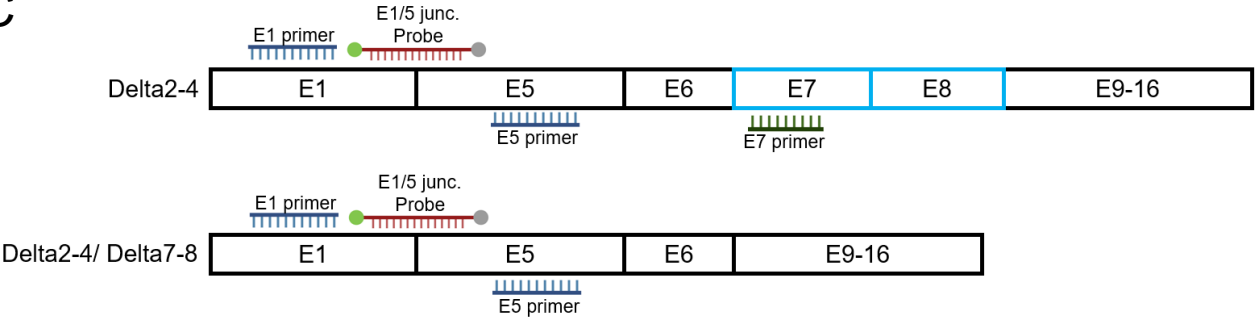 E1/5 junc.
E1 primer Probe
Delta2-4 E1 E5 E6 E7 E8 E9-16
E5 primer E7 primer
E1/5 junc.
E1 primer Probe
Delta2-4/ Delta7-8 E1 E5 E6 E9-16
E5 primer